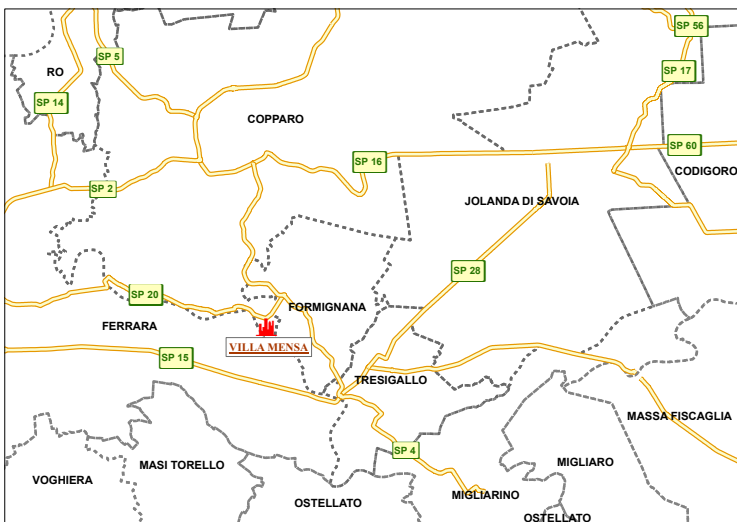 SP 56
SP 5
RO
SP 17
SP 14
COPPARO
SP 60
SP 16
CODIGORO
SP 2
JOLANDA DI SAVOIA
SP 28
SP 20
FORMIGNANA
FERRARA
VILLA MENSA
SP 15
TRESIGALLO
MASSA FISCAGLIA
SP 4
MIGLIARO
MASI TORELLO
VOGHIERA
MIGLIARINO
OSTELLATO
OSTELLATO